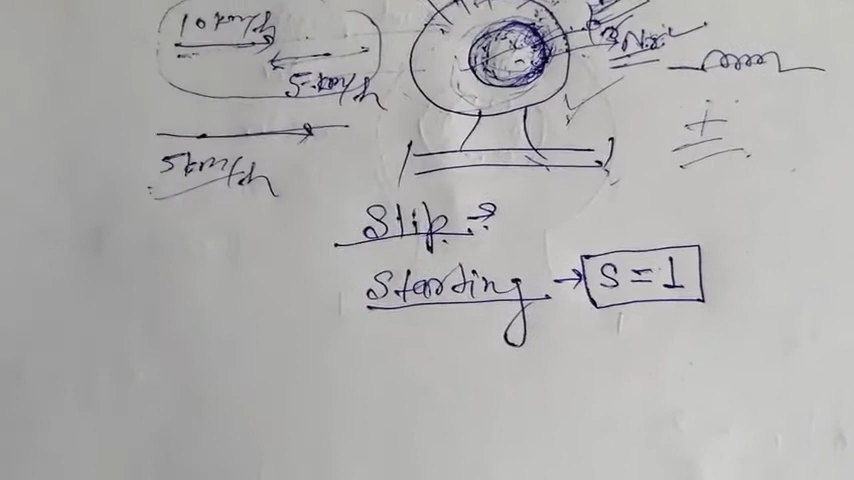 10 km/h
5 km/h
5 km/h
Slip →
Starting → S = 1